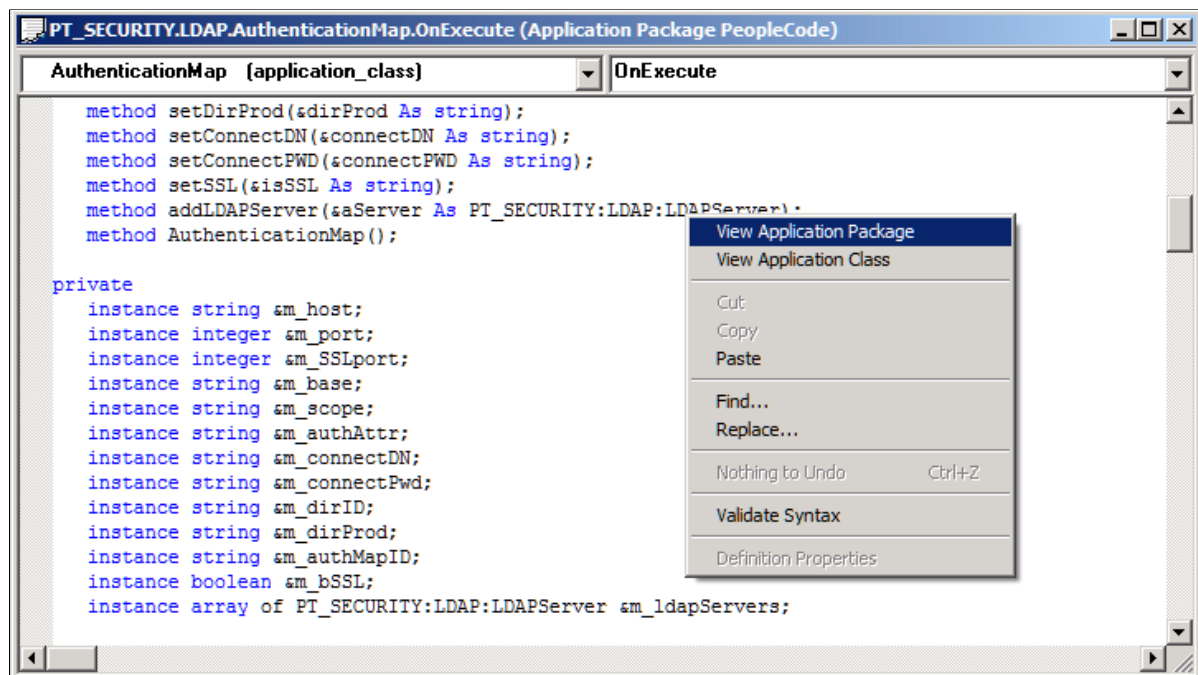 PT_SECURITY.LDAP.AuthenticationMap.OnExecute (Application Package PeopleCode)
AuthenticationMap (application_class)
OnExecute
method setDirProd(&dirProd As string);
method setConnectDN(&connectDN As string);
method setConnectPWD(&connectPWD As string);
method setSSL(&isSSL As string);
method addLDAPServer(&aServer As PT_SECURITY:LDAP:LDAPServer);
method AuthenticationMap();
private
instance string &m_host;
instance integer &m_port;
instance integer &m_SSLport;
instance string &m_base;
instance string &m_scope;
instance string &m_authAttr;
instance string &m_connectDN;
instance string &m_connectPwd;
instance string &m_dirID;
instance string &m_dirProd;
instance string &m_authMapID;
instance boolean &m_bSSL;
instance array of PT_SECURITY:LDAP:LDAPServer &m_ldapServers;
View Application Package
View Application Class
Cut
Copy
Paste
Find...
Replace...
Nothing to Undo Ctrl+Z
Validate Syntax
Definition Properties